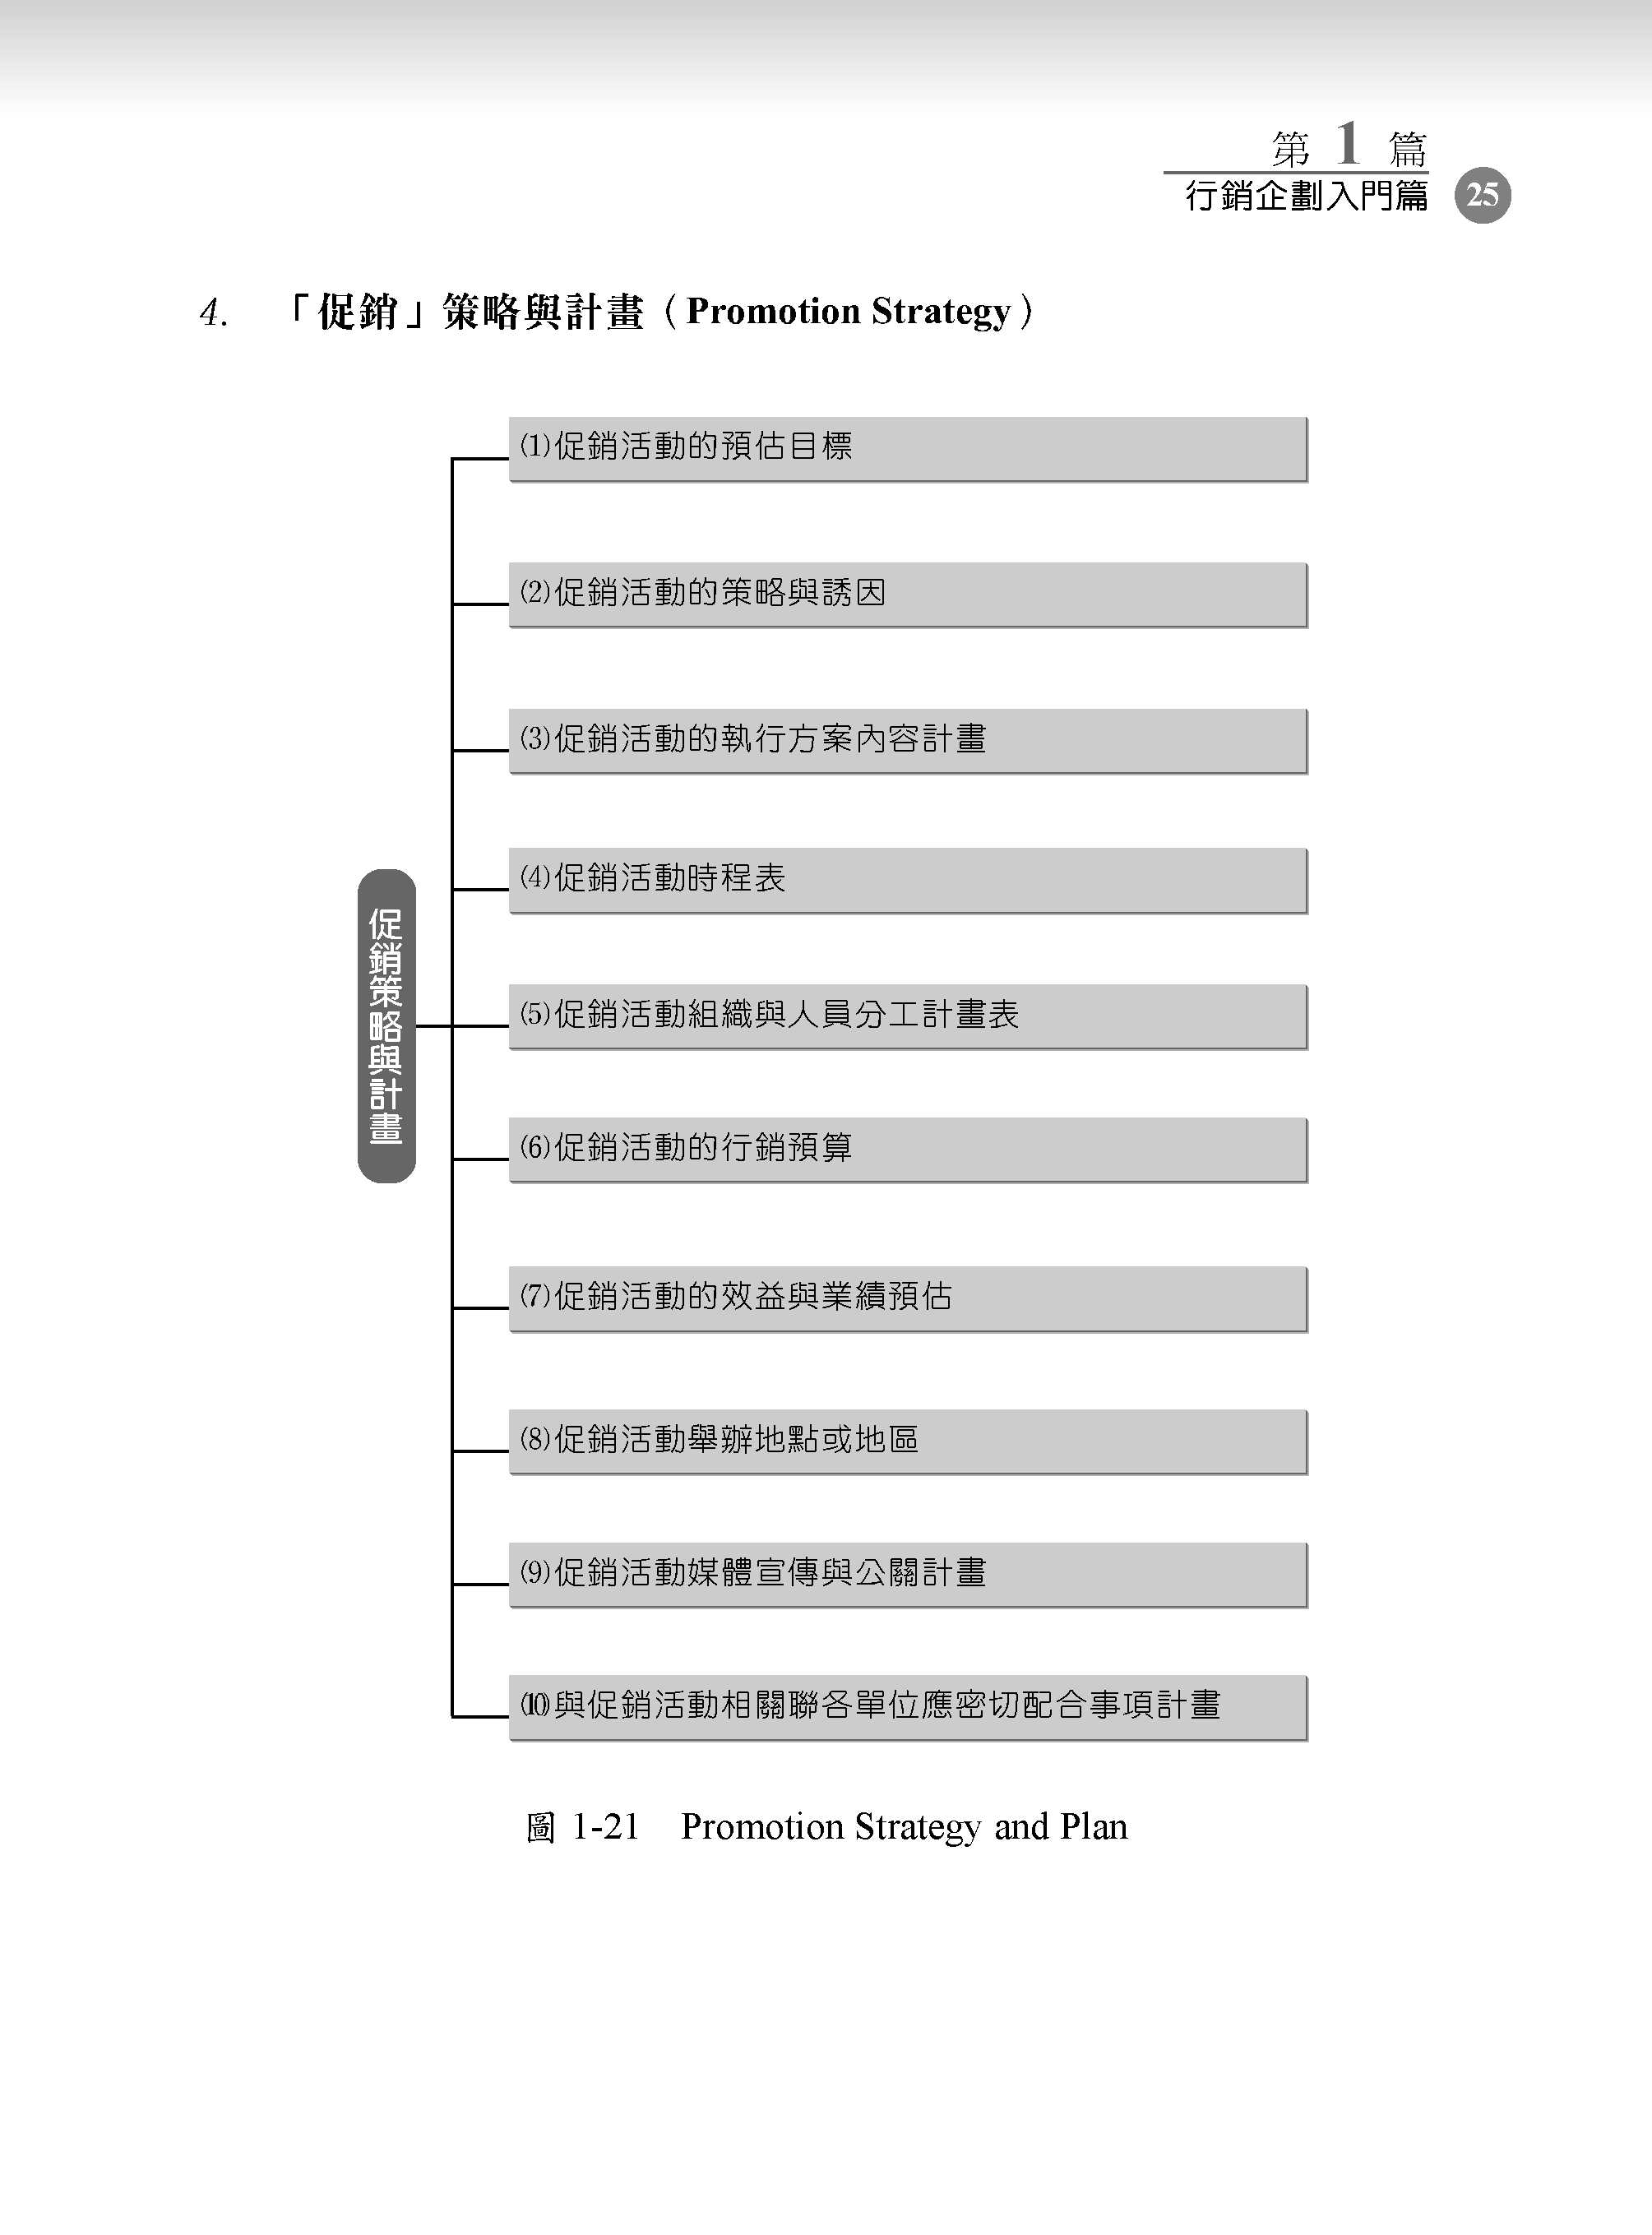 第 1 篇
行銷企劃入門篇 25
4. 「促銷」策略與計畫（Promotion Strategy）
促銷策略與計畫
⑴促銷活動的預估目標
⑵促銷活動的策略與誘因
⑶促銷活動的執行方案內容計畫
⑷促銷活動時程表
⑸促銷活動組織與人員分工計畫表
⑹促銷活動的行銷預算
⑺促銷活動的效益與業績預估
⑻促銷活動舉辦地點或地區
⑼促銷活動媒體宣傳與公關計畫
⑽與促銷活動相關聯各單位應密切配合事項計畫
圖 1-21 Promotion Strategy and Plan